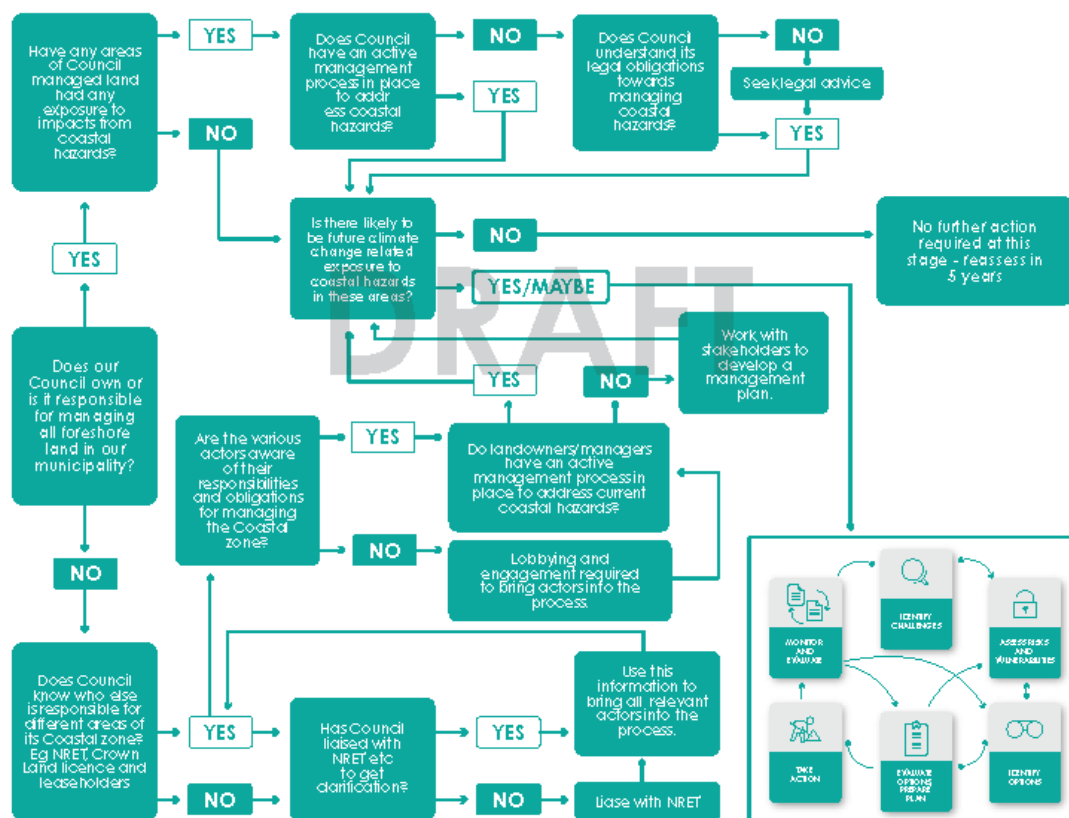 Have any areas
of Council
managed land
had any
exposure to
impacts from
coastal
hazards?
YES
Does Council
have an active
management
process in place
to addr
ess coastal
hazards?
NO
Does Council
understand its
legal obligations
towards
managing
coastal
hazards?
NO
Seek legal advice
YES
YES
NO
Is there likely to
be future climate
change related
exposure to
coastal hazards
in these areas?
NO
No further action
required at this
stage - reassess in
5 years
YES/MAYBE
DRAFT
YES
Does our
Council own or
is it responsible
for managing
all foreshore
land in our
municipality?
Work with
stakeholders to
develop a
management
plan.
YES
NO
Are the various
actors aware
of their
responsibilities
and obligations
for managing
the Coastal
zone?
YES
Do landowners/managers
have an active
management process in
place to address current
coastal hazards?
NO
Lobbying and
engagement required
to bring actors into the
process.
NO
Does Council
know who else
is responsible for
different areas of
its Coastal zone?
Eg NRET, Crown
Land licence and
leaseholders
YES
Has Council
liaised with
NRET etc
to get
clarification?
YES
Use this
information to
bring all relevant
actors into the
process.
NO
NO
Liase with NRET
IDENTIFY
CHALLENGES
MONITOR
AND
EVALUATE
ASSESS RISKS
AND
VULNERABILITIES
TAKE
ACTION
EVALUATE
OPTIONS
PREPARE
PLAN
IDENTIFY
OPTIONS